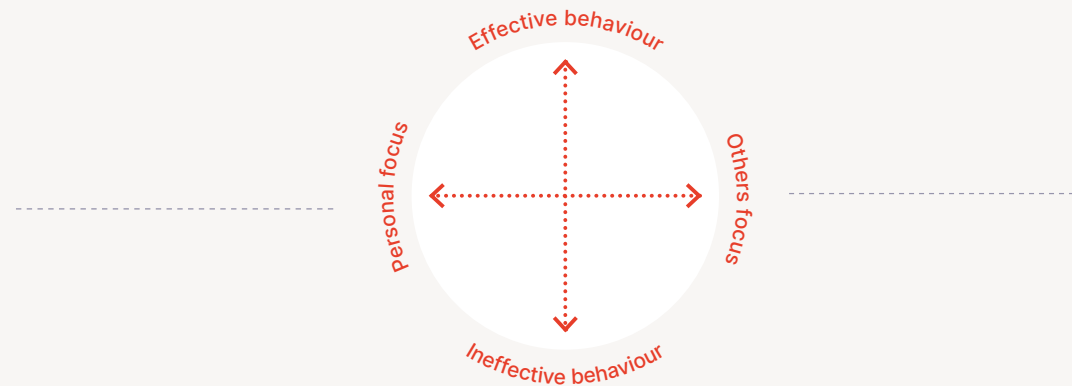 Effective behaviour
Personal focus
Others focus
Ineffective behaviour